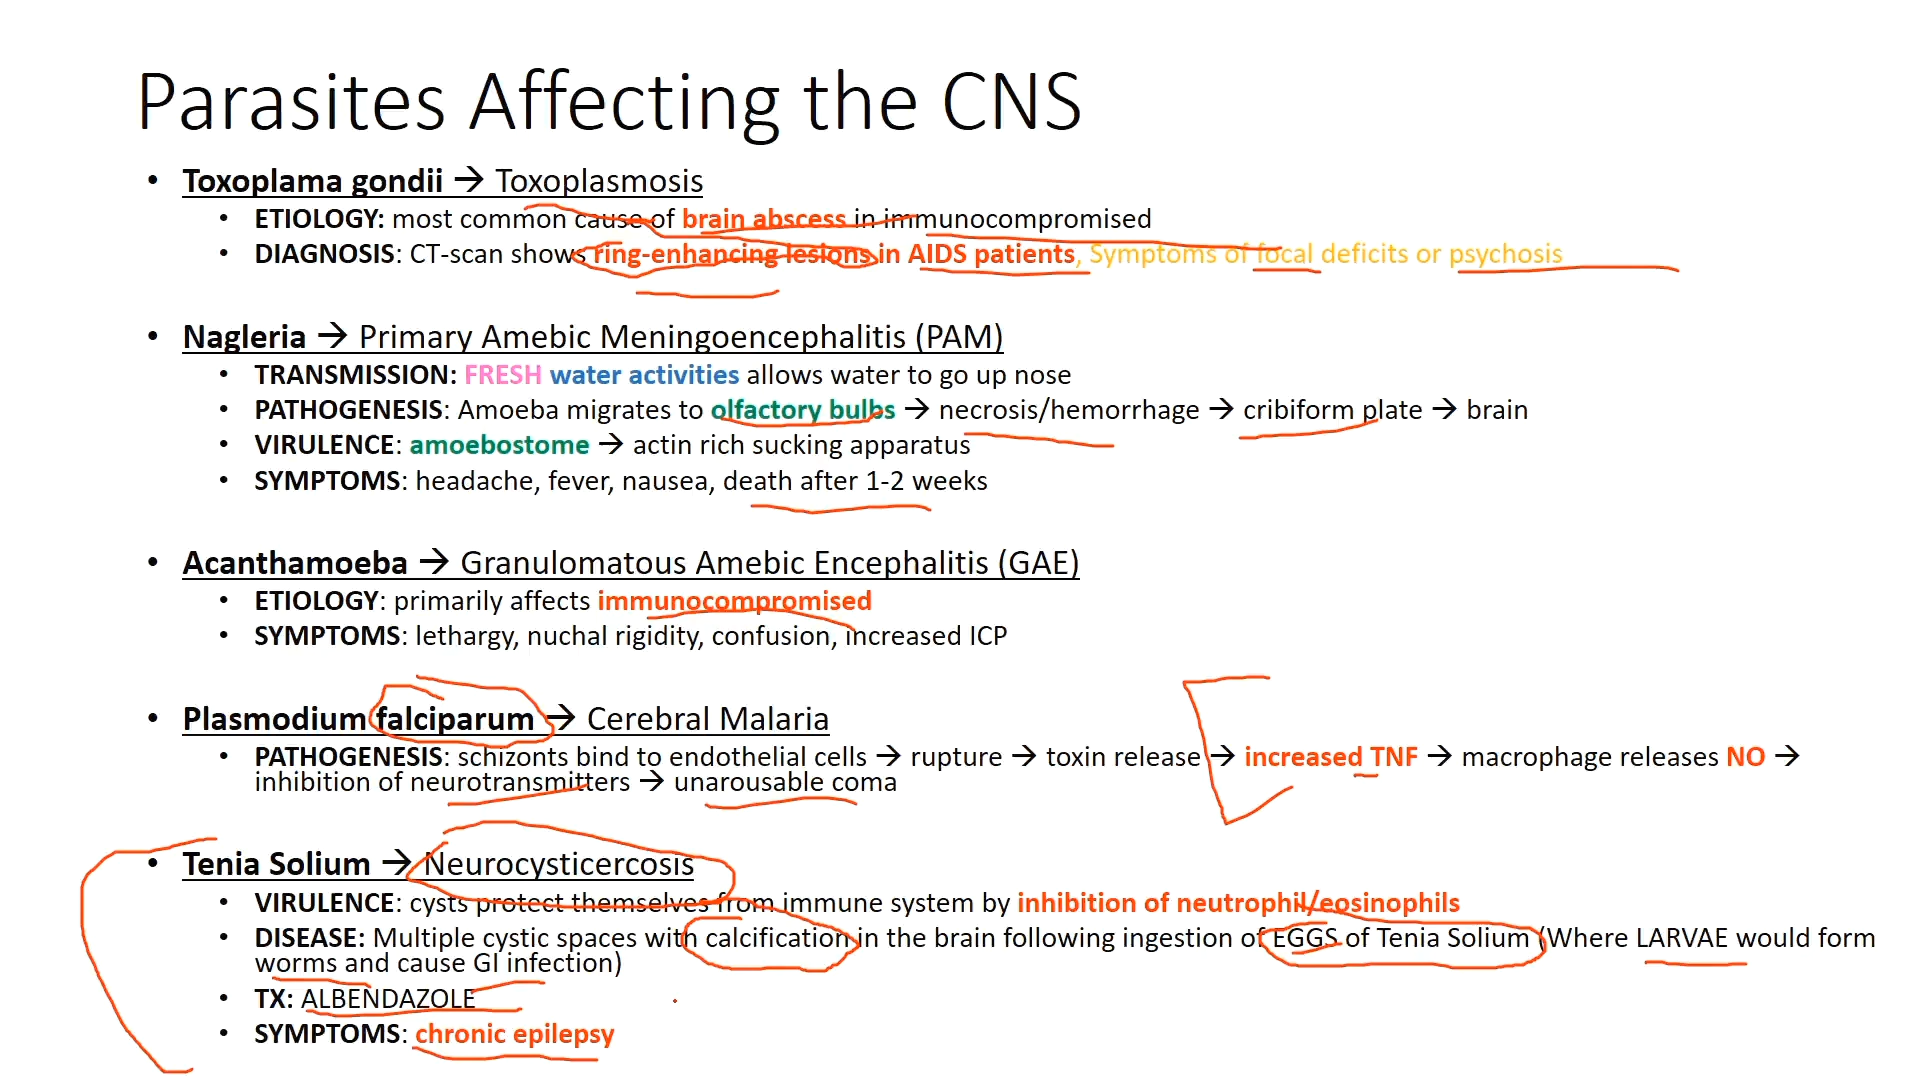 Parasites Affecting the CNS
• Toxoplama gondii → Toxoplasmosis
• ETIOLOGY: most common cause of brain abscess in immunocompromised
• DIAGNOSIS: CT-scan shows ring-enhancing lesions in AIDS patients, Symptoms of focal deficits or psychosis
• Nagleria → Primary Amebic Meningoencephalitis (PAM)
• TRANSMISSION: FRESH water activities allows water to go up nose
• PATHOGENESIS: Amoeba migrates to olfactory bulbs → necrosis/hemorrhage → cribiform plate → brain
• VIRULENCE: amoebostome → actin rich sucking apparatus
• SYMPTOMS: headache, fever, nausea, death after 1-2 weeks
• Acanthamoeba → Granulomatous Amebic Encephalitis (GAE)
• ETIOLOGY: primarily affects immunocompromised
• SYMPTOMS: lethargy, nuchal rigidity, confusion, increased ICP
• Plasmodium falciparum → Cerebral Malaria
• PATHOGENESIS: schizonts bind to endothelial cells → rupture → toxin release → increased TNF → macrophage releases NO →
inhibition of neurotransmitters → unarousable coma
• Tenia Solium → Neurocysticercosis
• VIRULENCE: cysts protect themselves from immune system by inhibition of neutrophil/eosinophils
• DISEASE: Multiple cystic spaces with calcification in the brain following ingestion of EGGS of Tenia Solium (Where LARVAE would form
worms and cause GI infection)
• TX: ALBENDAZOLE
• SYMPTOMS: chronic epilepsy